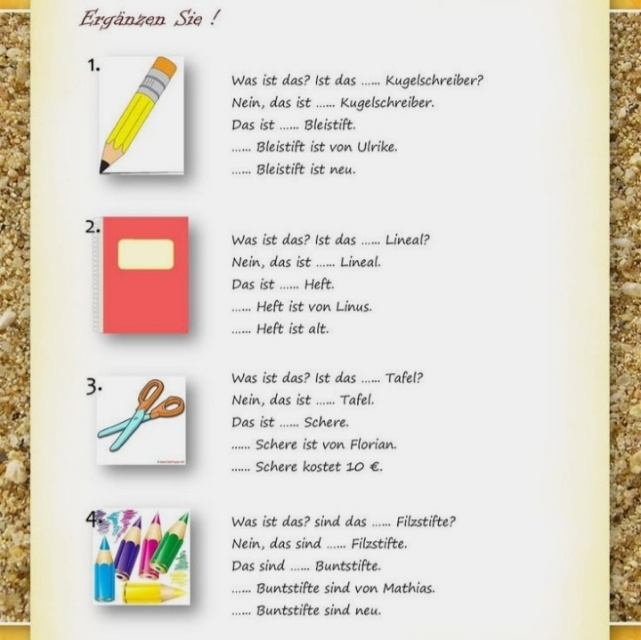 Ergänzen Sie !
1.
Was ist das? Ist das ...... Kugelschreiber?
Nein, das ist ...... Kugelschreiber.
Das ist ...... Bleistift.
...... Bleistift ist von Ulrike.
...... Bleistift ist neu.
2.
Was ist das? Ist das ...... Lineal?
Nein, das ist ...... Lineal.
Das ist ...... Heft.
...... Heft ist von Linus.
...... Heft ist alt.
3.
Was ist das? Ist das ...... Tafel?
Nein, das ist ...... Tafel.
Das ist ...... Schere.
...... Schere ist von Florian.
...... Schere kostet 10 €.
4.
Was ist das? sind das ...... Filzstifte?
Nein, das sind ...... Filzstifte.
Das sind ...... Buntstifte.
...... Buntstifte sind von Mathias.
...... Buntstifte sind neu.